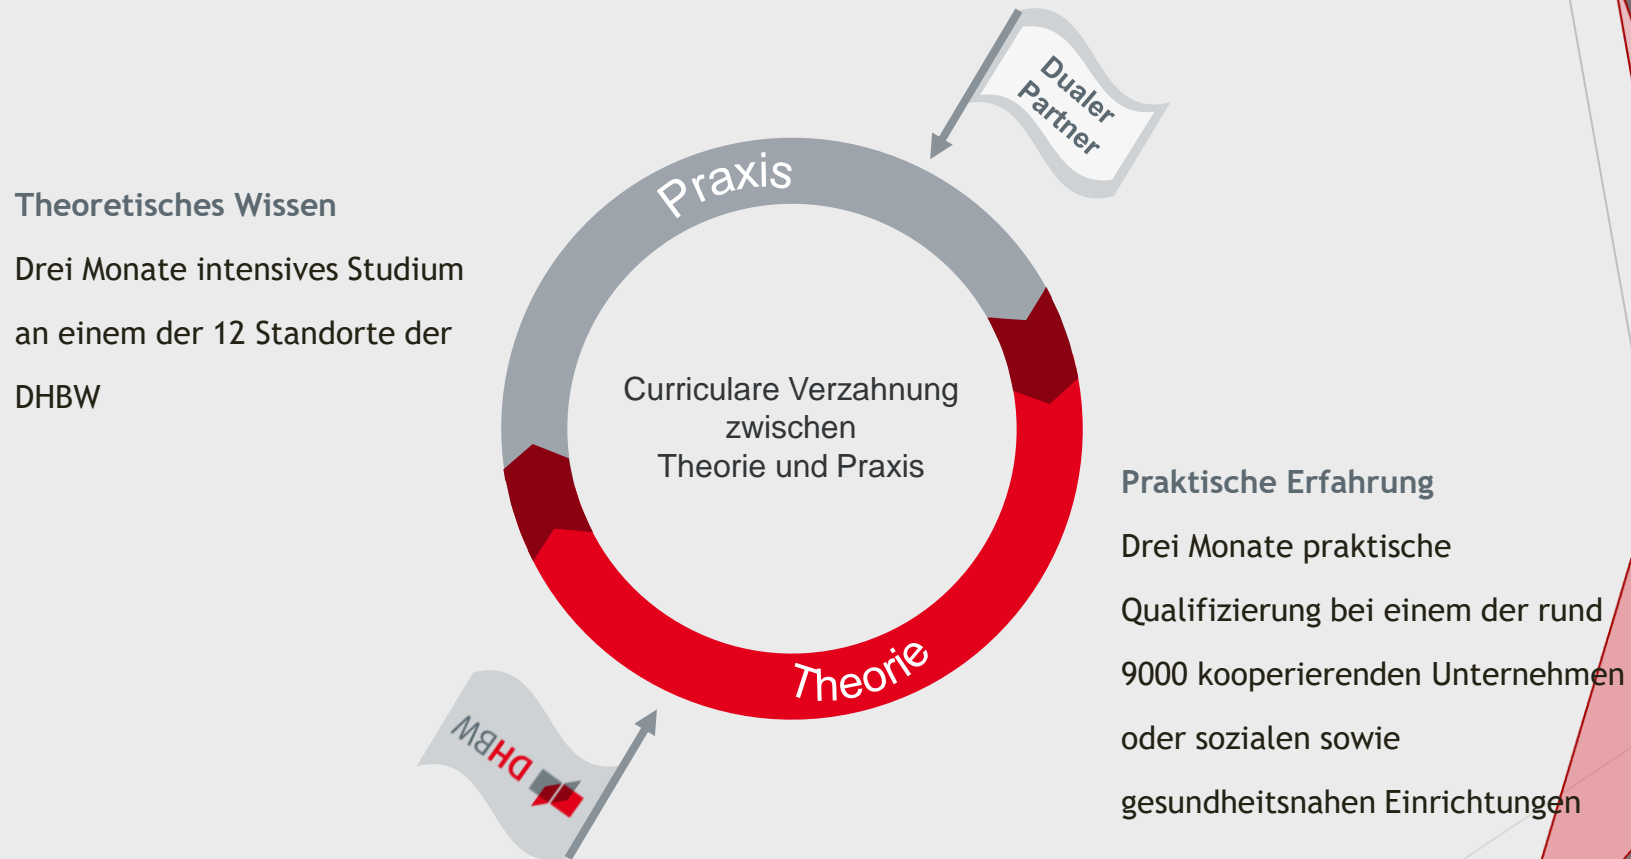 Dualer
Partner
Praxis
Theoretisches Wissen
Drei Monate intensives Studium
an einem der 12 Standorte der
DHBW
Curriculare Verzahnung
zwischen
Theorie und Praxis
Praktische Erfahrung
Drei Monate praktische
Qualifizierung bei einem der rund
9000 kooperierenden Unternehmen
oder sozialen sowie
gesundheitsnahen Einrichtungen
Theorie
DHBW